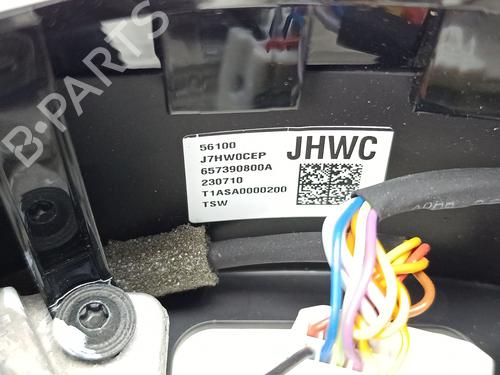 B-PARTS
56100
J7HW0CEP
657390800A
230710
T1ASA0000200
TSW
JHWC